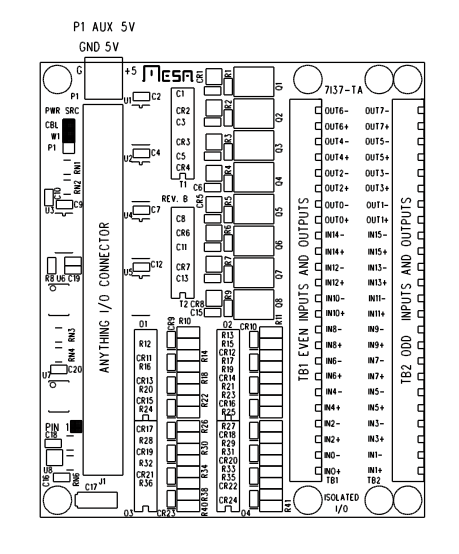 P1 AUX 5V
GND 5V
G +5 MESA
P1 U1 C2 C1 CR1 R1 Q1 7I37-TA
PWR SRC CR2 R2 Q2 OUT6- OUT7-
CBL C3 OUT6+ OUT7+
W1 OUT4- OUT5-
P1 U2 C4 CR3 R3 Q3 OUT4+ OUT5+
RN1 C5 CR4 R4 OUT2- OUT3-
RN2 T1 C6 Q4 OUT2+ OUT3+
C10 C9 U3 REV. B CR5 R5 OUT0- OUT1-
U4 C7 C8 Q5 OUT0+ OUT1+
CR6 R6 IN14- IN15-
C11 Q6 IN14+ IN15+
R8 U6 C19 U5 C12 CR7 R7 IN12- IN13-
C13 Q7 IN12+ IN13+
T2 CR8 R9 IN10- IN11-
C15 Q8 IN10+ IN11+
O1 CR9 R10 O2 CR10 R11 IN8- IN9-
RN3 R12 R13 IN8+ IN9+
R15
RN4 CR11 R14 CR12 IN6- IN7-
R16 R17
U7 C20 R18 R19 IN6+ IN7+
CR13 CR14
R20 R21 IN4- IN5-
CR15 R22 R23
R24 CR16 IN4+ IN5+
R25
PIN 1 CR17 R26 R27 IN2- IN3-
C18 R28 CR18
CR19 R30 R29 IN2+ IN3+
R31
U8 R32 CR20 IN0- IN1-
CR21 R34 R33
C16 RN6 R36 R35 IN0+ IN1+
CR22 TB1 TB2
C17 J1 R38 CR24 R41 ISOLATED
O3 CR23 R40 O4 I/O
ANYTHING I/O CONNECTOR
TB1 EVEN INPUTS AND OUTPUTS
TB2 ODD INPUTS AND OUTPUTS